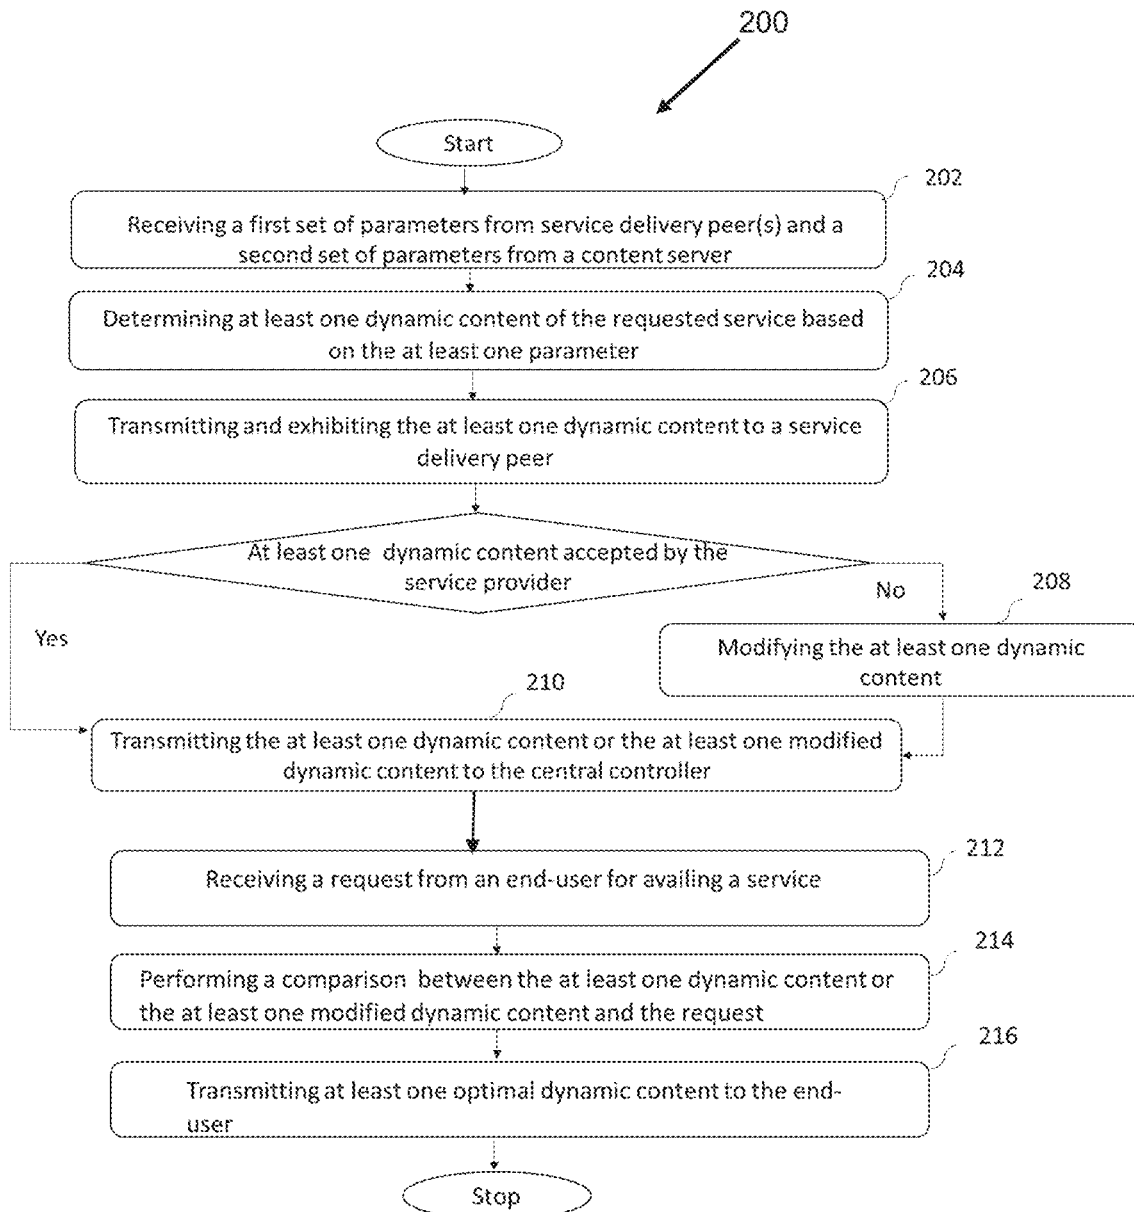 200
Start
202
Receiving a first set of parameters from service delivery peer(s) and a
second set of parameters from a content server
204
Determining at least one dynamic content of the requested service based
on the at least one parameter
206
Transmitting and exhibiting the at least one dynamic content to a service
delivery peer
At least one dynamic content accepted by the
service provider
No
Yes
208
Modifying the at least one dynamic
content
210
Transmitting the at least one dynamic content or the at least one modified
dynamic content to the central controller
212
Receiving a request from an end-user for availing a service
214
Performing a comparison between the at least one dynamic content or
the at least one modified dynamic content and the request
216
Transmitting at least one optimal dynamic content to the end-
user
Stop